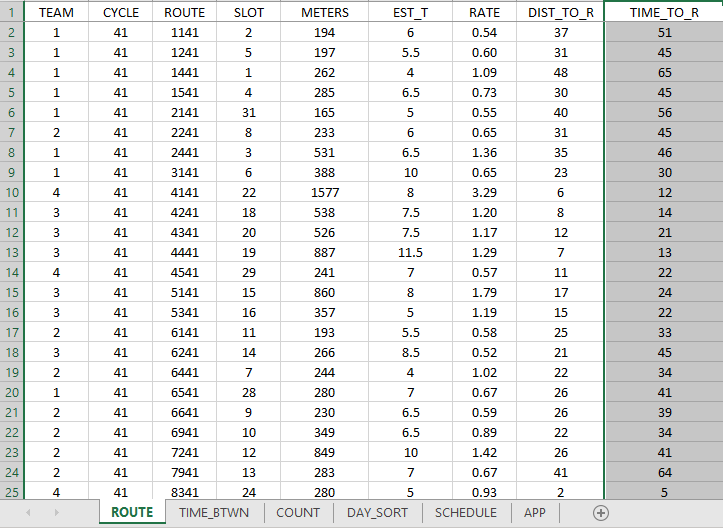 1 TEAM CYCLE ROUTE SLOT METERS EST_T RATE DIST_TO_R TIME_TO_R
2 1 41 1141 2 194 6 0.54 37 51
3 1 41 1241 5 197 5.5 0.60 31 45
4 1 41 1441 1 262 4 1.09 48 65
5 1 41 1541 4 285 6.5 0.73 30 45
6 1 41 2141 31 165 5 0.55 40 56
7 2 41 2241 8 233 6 0.65 31 45
8 1 41 2441 3 531 6.5 1.36 35 46
9 1 41 3141 6 388 10 0.65 23 30
10 4 41 4141 22 1577 8 3.29 6 12
11 3 41 4241 18 538 7.5 1.20 8 14
12 3 41 4341 20 526 7.5 1.17 12 21
13 3 41 4441 19 887 11.5 1.29 7 13
14 4 41 4541 29 241 7 0.57 11 22
15 3 41 5141 15 860 8 1.79 17 24
16 3 41 5341 16 357 5 1.19 15 22
17 2 41 6141 11 193 5.5 0.58 25 33
18 3 41 6241 14 266 8.5 0.52 21 45
19 2 41 6441 7 244 4 1.02 22 34
20 1 41 6541 28 280 7 0.67 26 41
21 2 41 6641 9 230 6.5 0.59 26 39
22 2 41 6941 10 349 6.5 0.89 22 34
23 2 41 7241 12 849 10 1.42 26 41
24 2 41 7941 13 283 7 0.67 41 64
25 4 41 8341 24 280 5 0.93 2 5
ROUTE TIME_BTWN COUNT DAY_SORT SCHEDULE APP